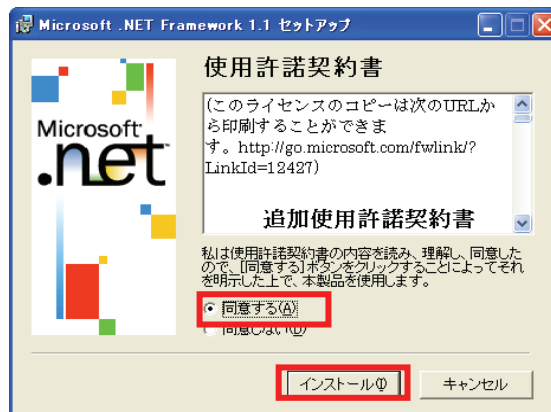 Microsoft .NET Framework 1.1 セットアップ
使用許諾契約書
(このライセンスのコピーは次のURLか
ら印刷することができま
す。http://go.microsoft.com/fwlink/?
LinkId=12427)
追加使用許諾契約書
Microsoft
.net
私は使用許諾契約書の内容を読み、理解し、同意した
ので、[同意する]ボタンをクリックすることによってそれ
を明示した上で、本製品を使用します。
同意する(A)
同意しない(D)
インストール(I)
キャンセル